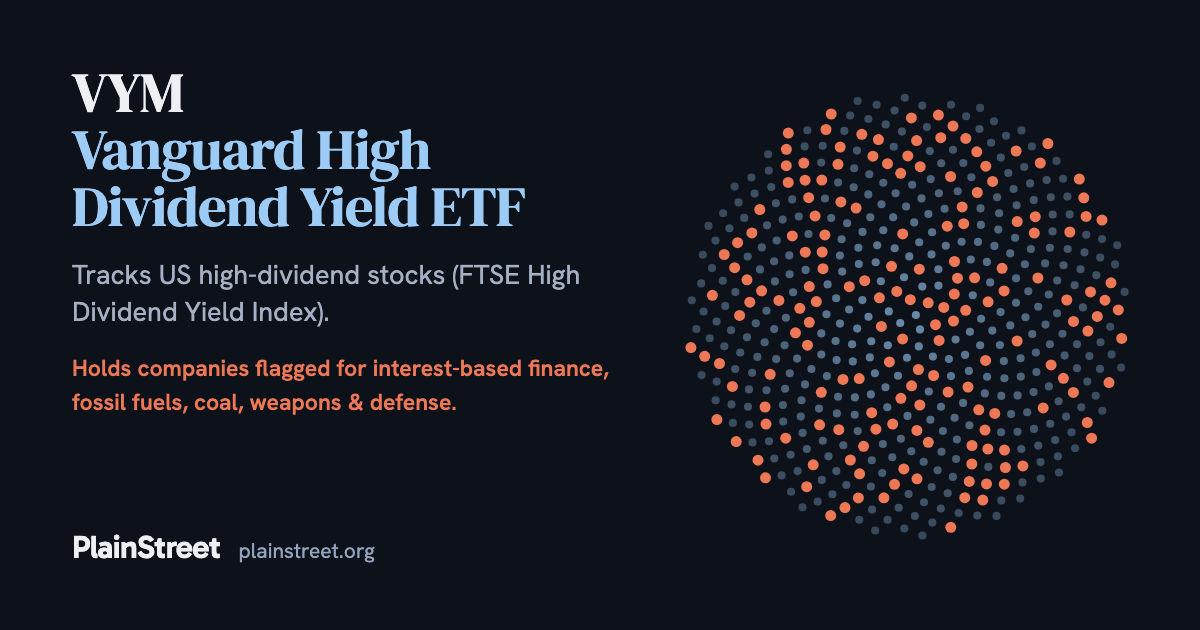 VYM
Vanguard High
Dividend Yield ETF
Tracks US high-dividend stocks (FTSE High
Dividend Yield Index).
Holds companies flagged for interest-based finance,
fossil fuels, coal, weapons & defense.
PlainStreet plainstreet.org